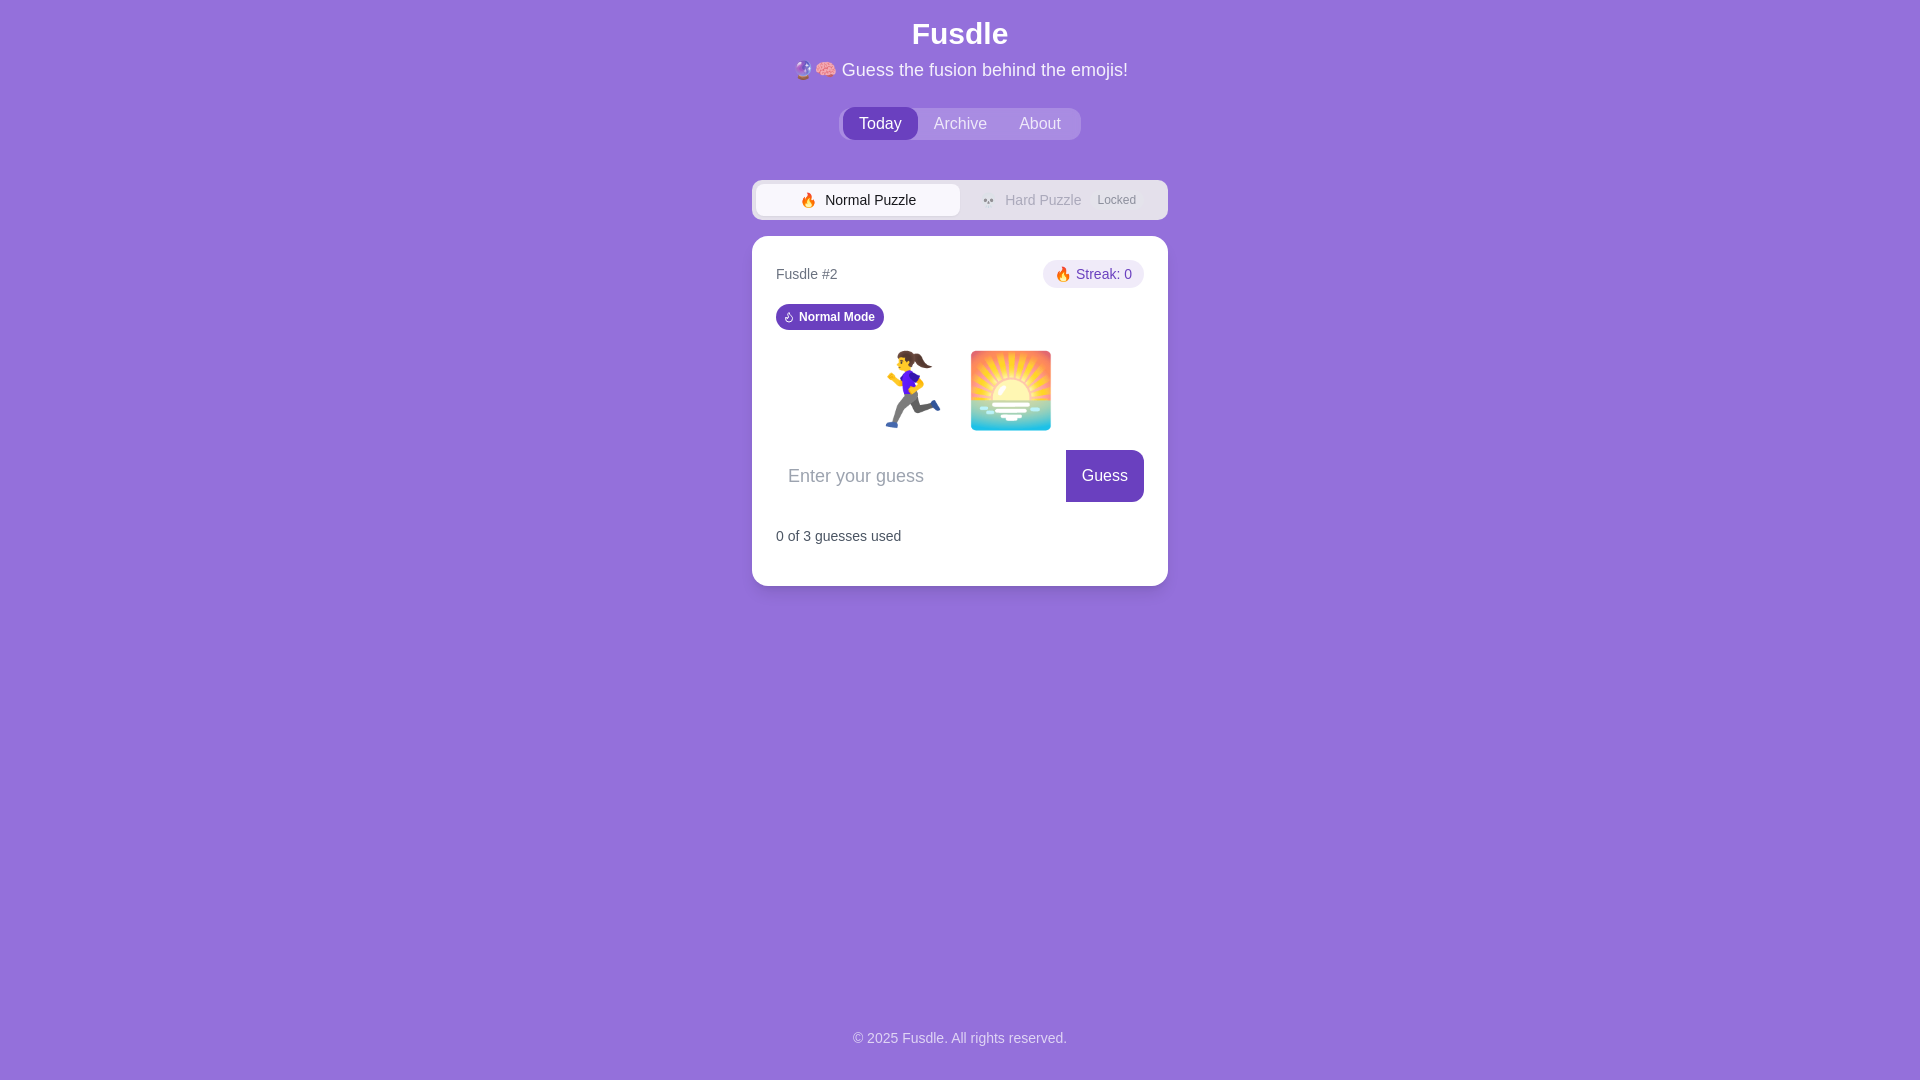 Fusdle
🔮🧠 Guess the fusion behind the emojis!
Today Archive About
🔥 Normal Puzzle 💀 Hard Puzzle Locked
Fusdle #2 🔥 Streak: 0
Normal Mode
🏃‍♀️ 🌅
Enter your guess Guess
0 of 3 guesses used
© 2025 Fusdle. All rights reserved.